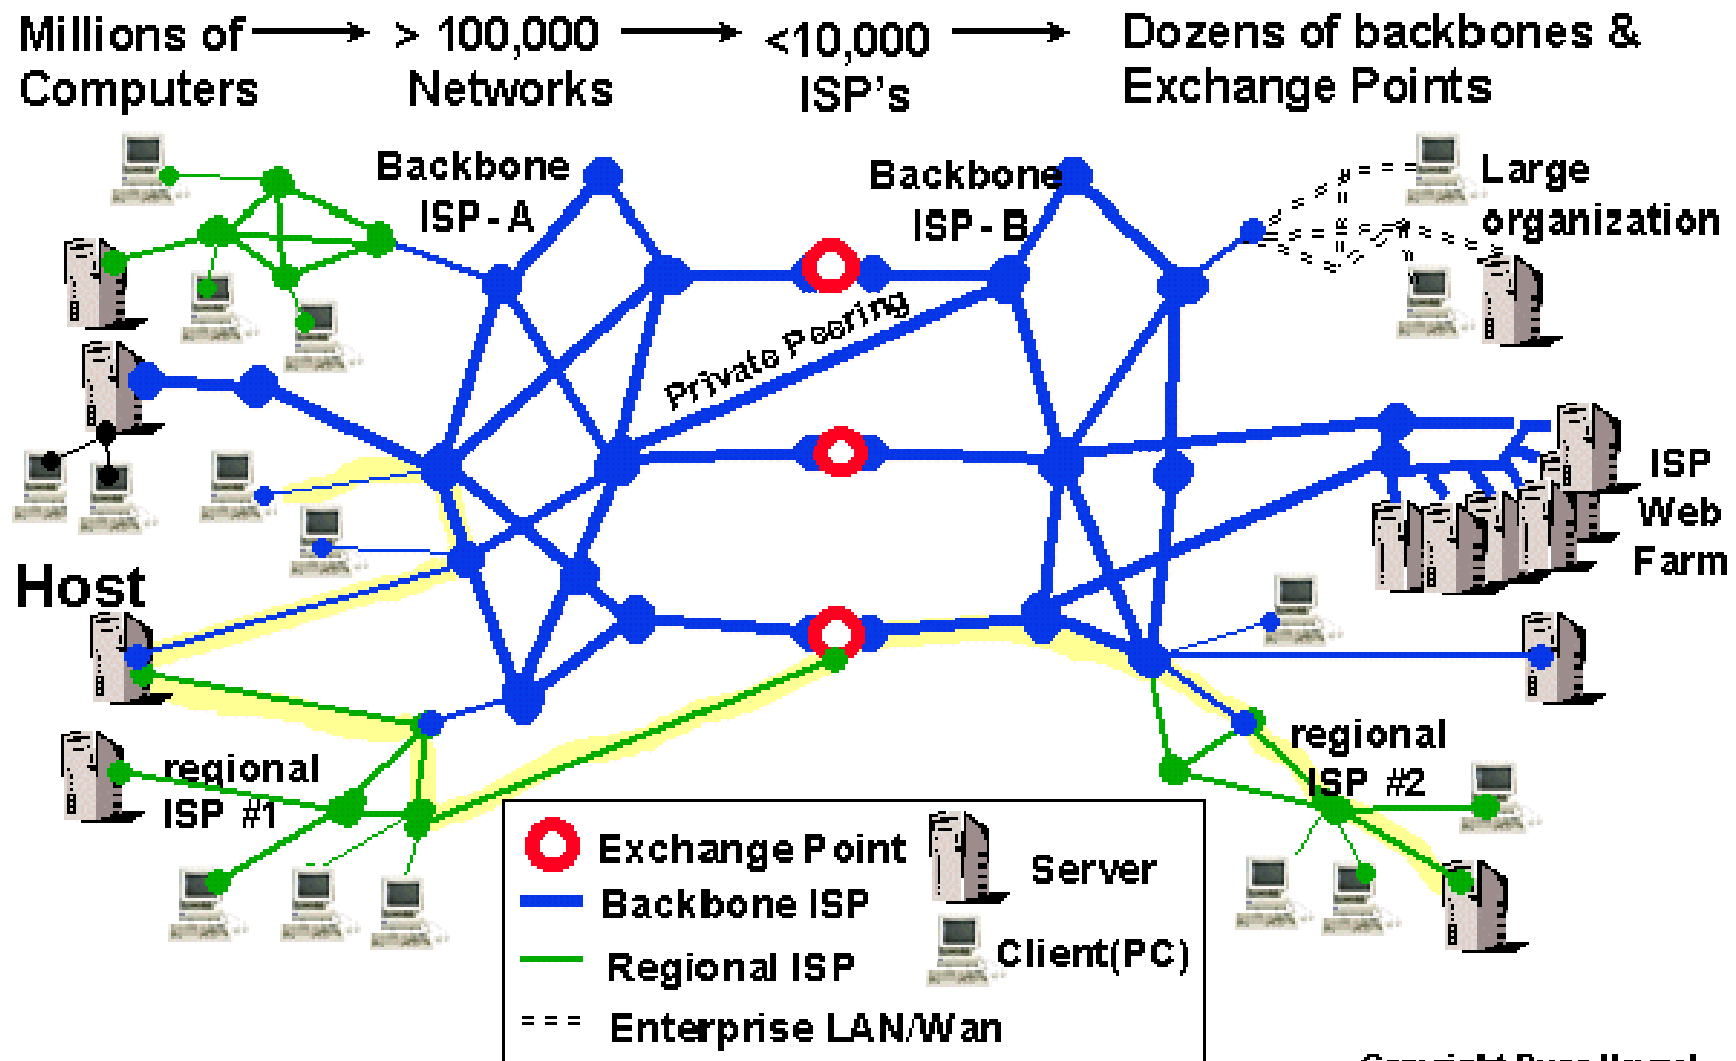 Millions of
Computers
> 100,000
Networks
<10,000
ISP's
Dozens of backbones &
Exchange Points
Backbone
ISP-A
Backbone
ISP-B
Large
organization
Private Peering
ISP
Web
Farm
Host
regional
ISP #1
regional
ISP #2
Exchange Point
Backbone ISP
Regional ISP
=== Enterprise LAN/Wan
Server
Client(PC)